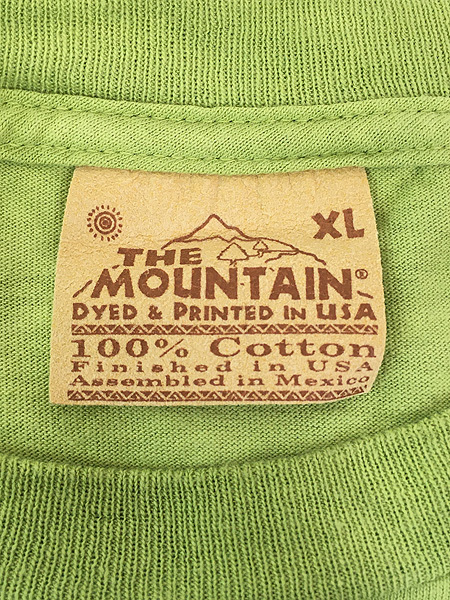 XL
THE
MOUNTAIN®
DYED & PRINTED IN USA
100% Cotton
Finished in USA
Assembled in Mexico